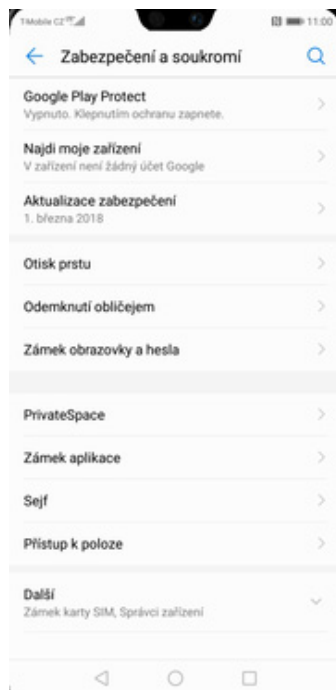 T-Mobile CZ
11:00
Zabezpečení a soukromí
Google Play Protect
Vypnuto. Klepnutím ochranu zapnete.
Najdi moje zařízení
V zařízení není žádný účet Google
Aktualizace zabezpečení
1. března 2018
Otisk prstu
Odemknutí obličejem
Zámek obrazovky a hesla
PrivateSpace
Zámek aplikace
Sejf
Přístup k poloze
Další
Zámek karty SIM, Správci zařízení